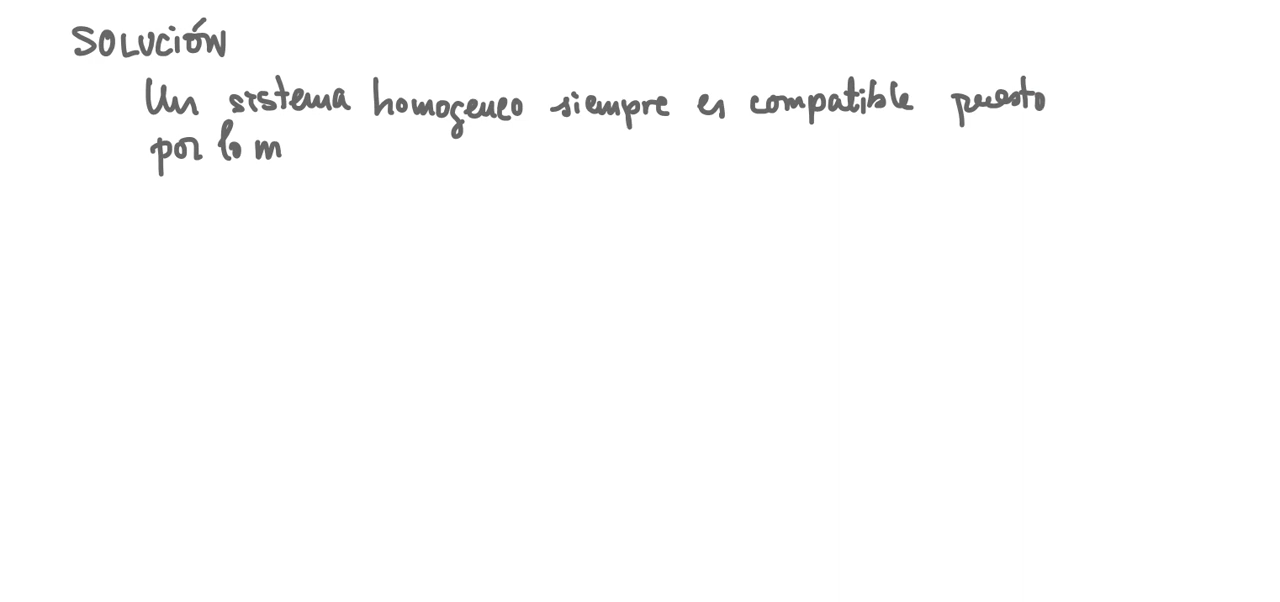 SOLUCIÓN
Un sistema homogeneo siempre es compatible puesto
por lo m